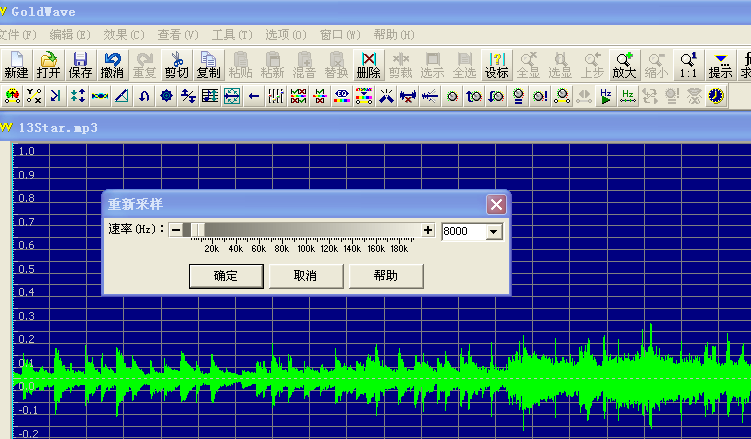 GoldWave
文件(F) 编辑(E) 效果(C) 查看(V) 工具(T) 选项(O) 窗口(W) 帮助(H)
新建 打开 保存 撤消 重复 剪切 复制 粘贴 粘新 混音 替换 删除 剪裁 选示 全选 设标 全显 选显 上步 放大 缩小 1:1 提示
13Star.mp3
1.0
0.9
0.8
重新采样
0.7
速率(Hz): 8000
0.6
20k 40k 60k 80k 100k 120k 140k 160k 180k
0.5
确定 取消 帮助
0.4
0.3
0.2
0.1
0.0
-0.1
-0.2